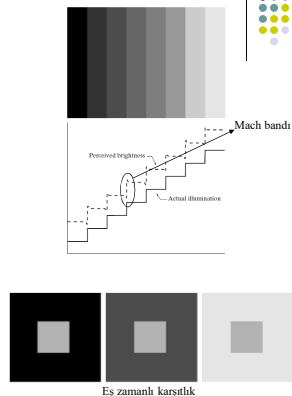 Mach bandı
Perceived brightness
Actual illumination
Eş zamanlı karşıtlık